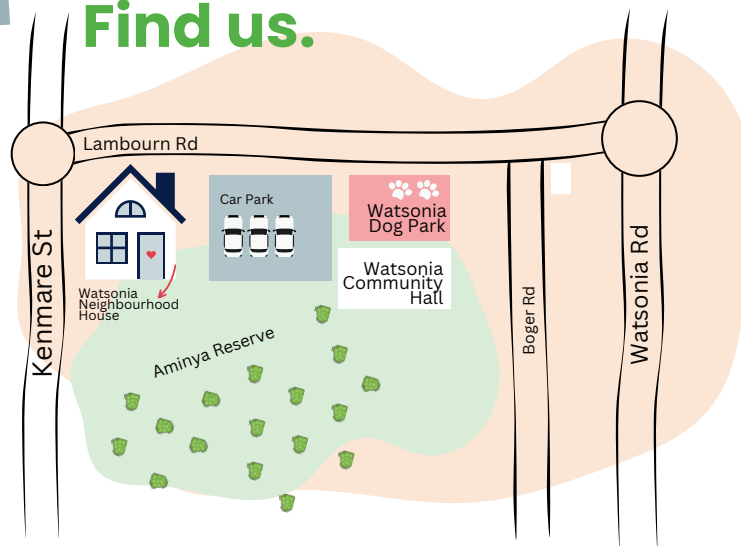 Find us.
Lambourn Rd
Car Park
Watsonia
Dog Park
Watsonia
Community
Hall
Watsonia
Neighbourhood
House
Kenmare St
Aminya Reserve
Boger Rd
Watsonia Rd